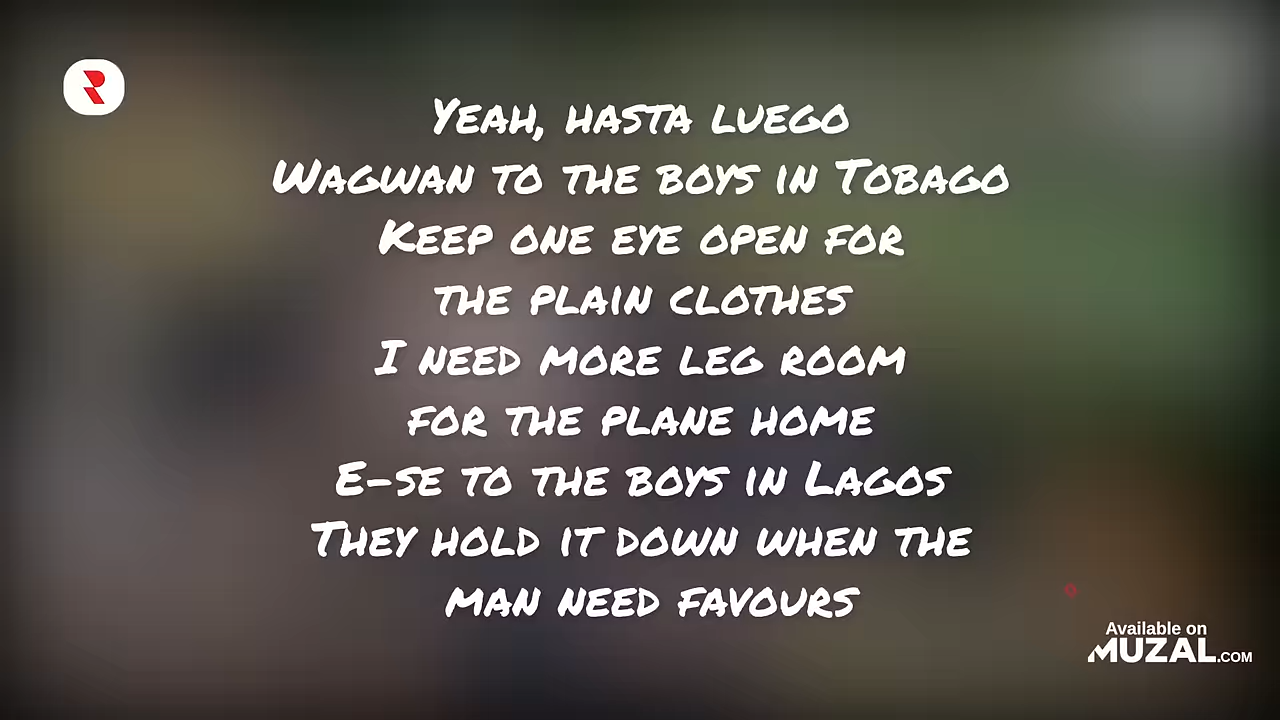 Yeah, hasta luego
Wagwan to the boys in Tobago
Keep one eye open for
the plain clothes
I need more leg room
for the plane home
E-se to the boys in Lagos
They hold it down when the
man need favours
Available on
MUZAL.COM